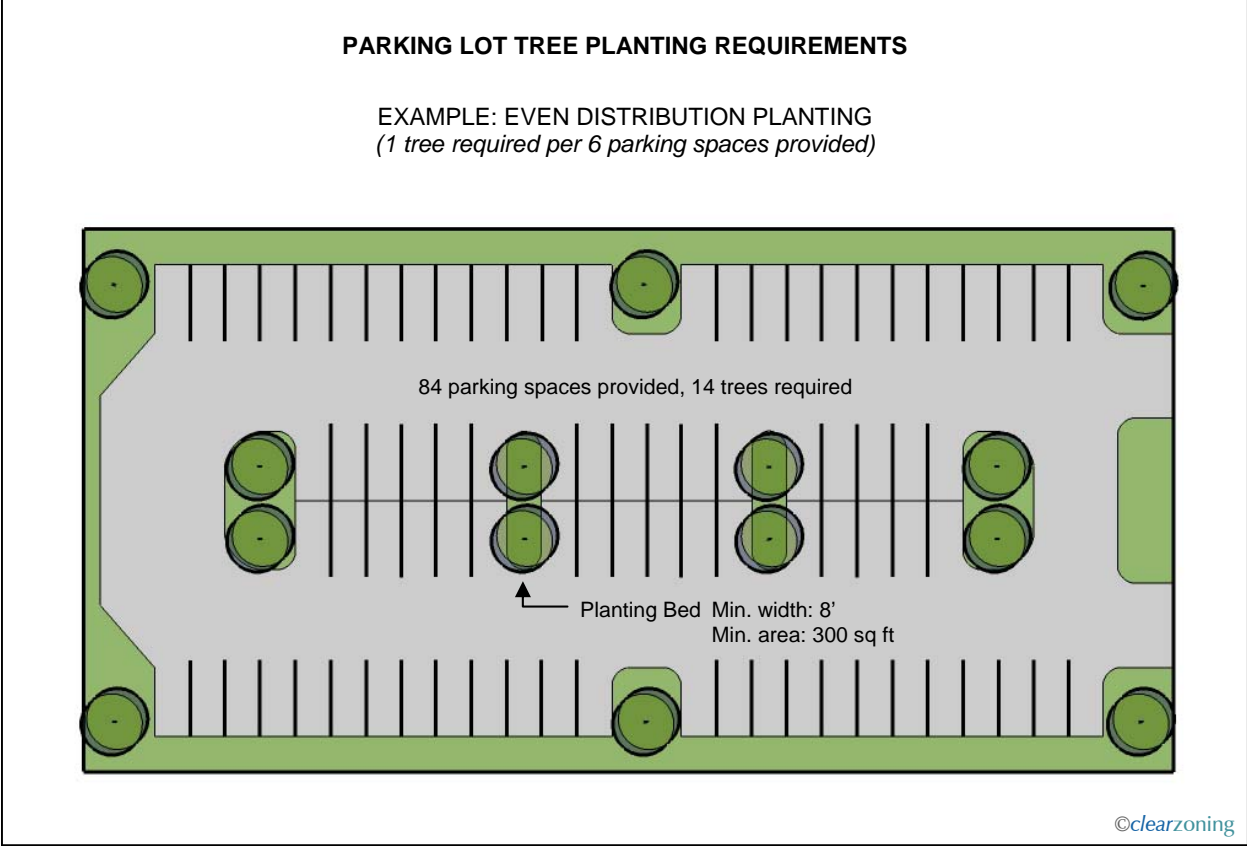 PARKING LOT TREE PLANTING REQUIREMENTS
EXAMPLE: EVEN DISTRIBUTION PLANTING
(1 tree required per 6 parking spaces provided)
84 parking spaces provided, 14 trees required
Planting Bed Min. width: 8’
Min. area: 300 sq ft
©clearzoning